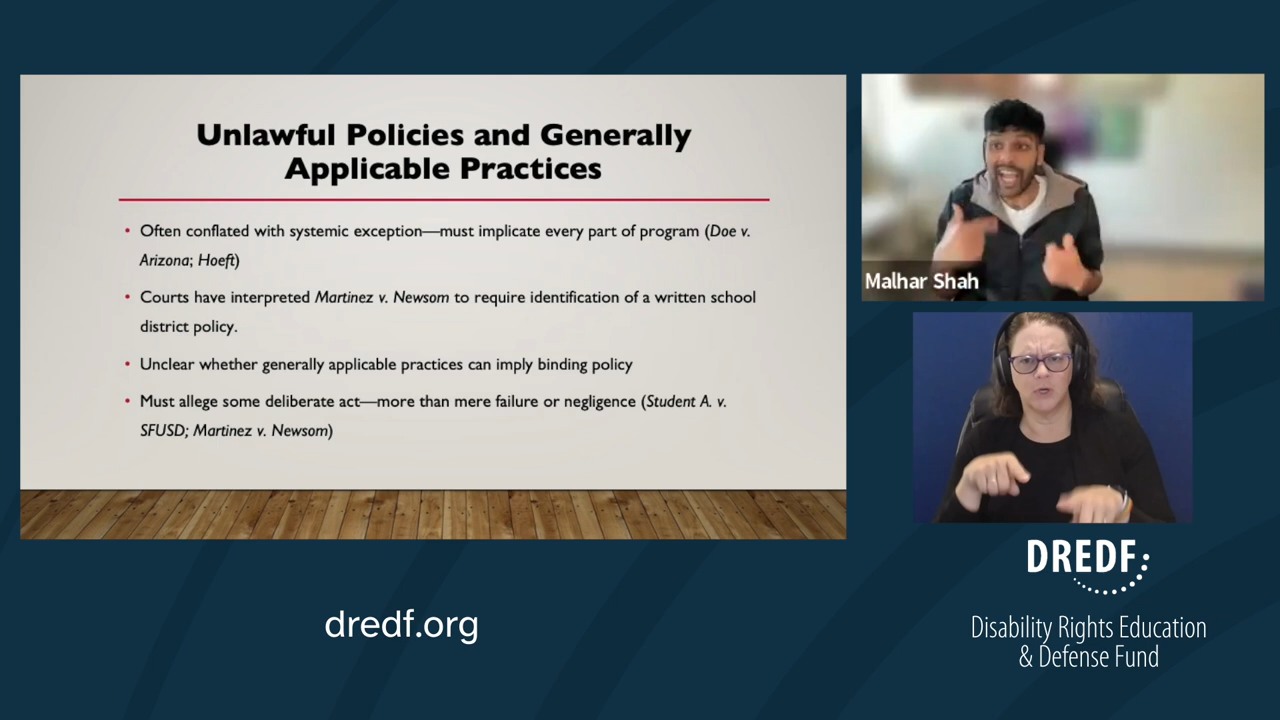 Unlawful Policies and Generally
Applicable Practices
• Often conflated with systemic exception—must implicate every part of program (Doe v.
Arizona; Hoeft)
• Courts have interpreted Martinez v. Newsom to require identification of a written school
district policy.
• Unclear whether generally applicable practices can imply binding policy
• Must allege some deliberate act—more than mere failure or negligence (Student A. v.
SFUSD; Martinez v. Newsom)
Malhar Shah
DREDF
Disability Rights Education
& Defense Fund
dredf.org